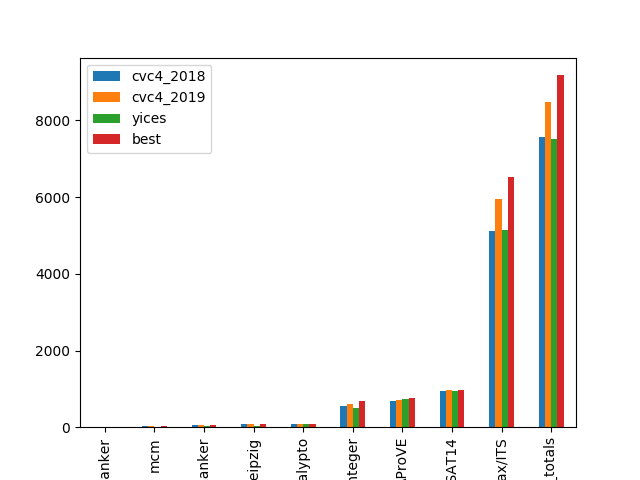 cvc4_2018
cvc4_2019
yices
best
8000
6000
4000
2000
0
anker
mcm
anker
eipzig
alypto
nteger
AProVE
SAT14
ax/ITS
_totals